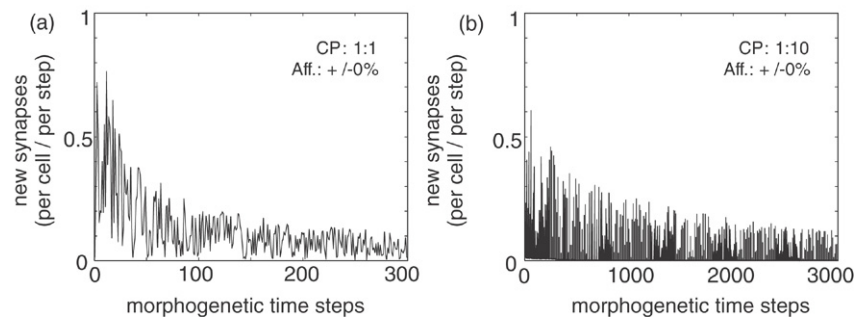 (a)
1
CP: 1:1
Aff.: + /-0%
new synapses
(per cell / per step)
0.5
0
0 100 200 300
morphogenetic time steps
(b)
1
CP: 1:10
Aff.: + /-0%
new synapses
(per cell / per step)
0.5
0
0 1000 2000 3000
morphogenetic time steps